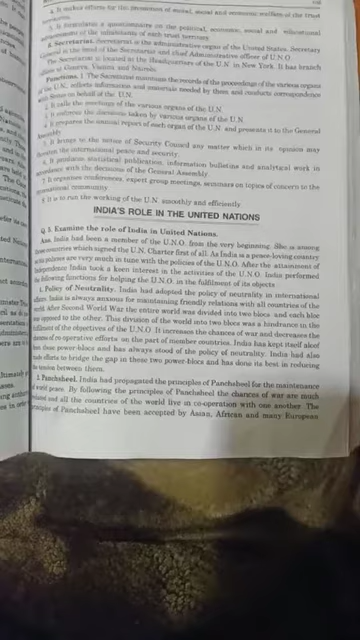 4. It makes efforts for the promotion of social and economic welfare of the trust
territories.
5. It formulates a questionnaire on the political, economic, social and educational
of the inhabitants of each trust territory.
6. Secretariat. Secretariat is the administrative organ of the United. Secretary
General is the head of the Secretariat and chief Administrative officer of U.N.O.
The Secretariat is located in the Headquarters of the U.N. in New York. It has branch
offices at Geneva, Vienna and Nairobi.
Functions. 1. The Secretariat maintains the records of the proceedings of the various organs
of the U.N., collects information and materials needed by them and conducts correspondence
with States on behalf of the U.N.
2. It calls the meetings of the various organs of the U.N.
3. It enforces the decisions taken by various organs of the U.N.
4. It prepares the annual report of each organ of the U.N. and presents it to the General
Assembly.
5. It brings to the notice of Security Council any matter which in its opinion may
threaten the international peace and security.
6. It produces statistical publication, information bulletins and analytical work in
accordance with the decisions of the General Assembly.
7. It organises conferences, expert group meetings, seminars on topics of concern to the
international community.
8. It is to run the working of the U.N. smoothly and efficiently.
INDIA'S ROLE IN THE UNITED NATIONS
Q. 3. Examine the role of India in United Nations.
Ans. India had been a member of the U.N.O. from the very beginning. She is among
those countries which signed the U.N. Charter first of all. As India is a peace-loving country
its policies are very much in tune with the policies of the U.N.O. After the attainment of
Independence India took a keen interest in the activities of the U.N.O. India performed
the following functions for helping the U.N.O. in the fulfilment of its objects.
1. Policy of Neutrality. India had adopted the policy of neutrality in international
affairs. India is always anxious for maintaining friendly relations with all countries of the
world. After Second World War the entire world was divided into two blocs and each bloc
was opposed to the other. This division of the world into two blocs was a hindrance in the
fulfilment of the objectives of the U.N.O. It increases the chances of war and decreases the
chances of co-operative efforts on the part of member countries. India has kept itself aloof
from these power-blocs and has always stood of the policy of neutrality. India had also
made efforts to bridge the gap in these two power-blocs and has done its best in reducing
the tension between them.
2. Panchsheel. India had propagated the principles of Panchsheel for the maintenance
of world peace. By following the principles of Panchsheel the chances of war are much
reduced and all the countries of the world live in co-operation with one another. The
principles of Panchsheel have been accepted by Asian, African and many European